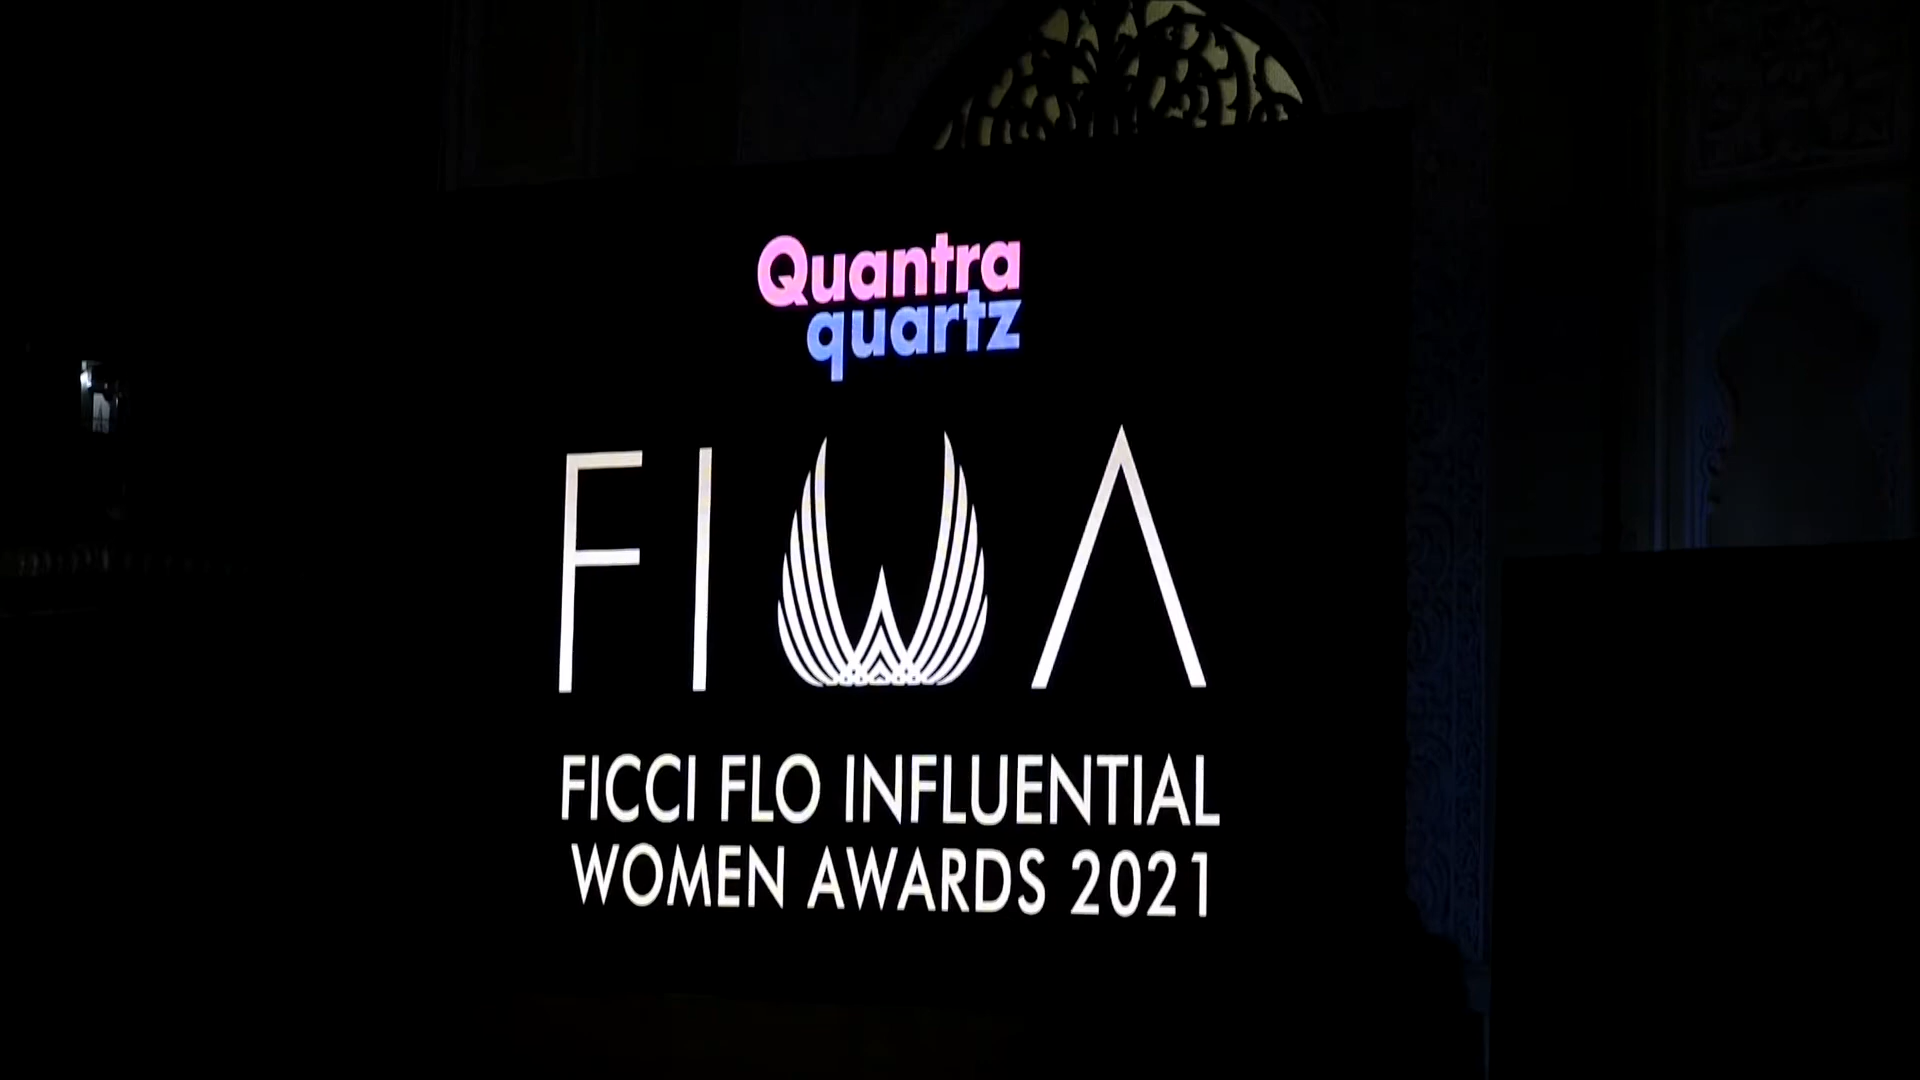 Quantra
quartz
FIWA
FICCI FLO INFLUENTIAL
WOMEN AWARDS 2021